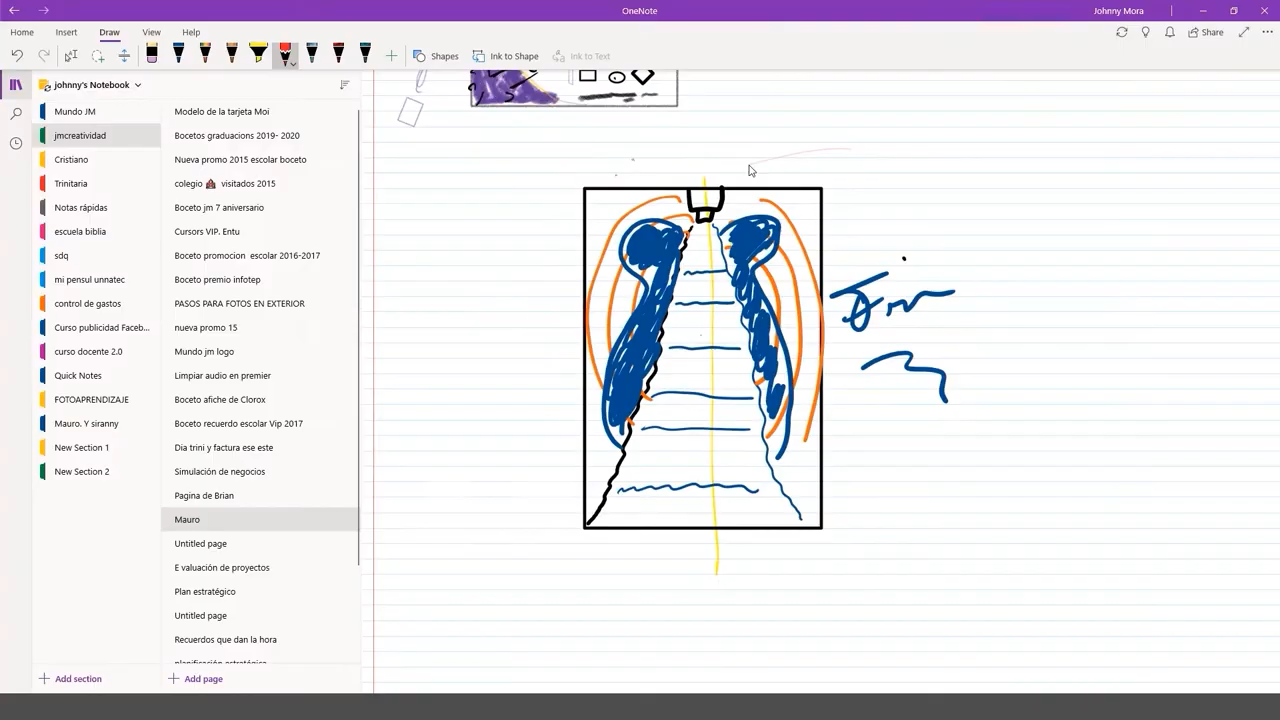 OneNote
Johnny Mora
Home
Insert
Draw
View
Help
Share
Shapes
Ink to Shape
Ink to Text
johnny's Notebook
Mundo JM
jmcreatividad
Cristiano
Trinitaria
Notas rápidas
escuela biblia
sdq
mi pensul unnatec
control de gastos
Curso publicidad Faceb...
curso docente 2.0
Quick Notes
FOTOAPRENDIZAJE
Mauro. Y siranny
New Section 1
New Section 2
Add section
Modelo de la tarjeta Moi
Bocetos graduacions 2019- 2020
Nueva promo 2015 escolar boceto
colegio 🏫 visitados 2015
Boceto jm 7 aniversario
Cursors VIP. Entu
Boceto promocion escolar 2016-2017
Boceto premio infotep
PASOS PARA FOTOS EN EXTERIOR
nueva promo 15
Mundo jm logo
Limpiar audio en premier
Boceto afiche de Clorox
Boceto recuerdo escolar Vip 2017
Dia trini y factura ese este
Simulación de negocios
Pagina de Brian
Mauro
Untitled page
E valuación de proyectos
Plan estratégico
Untitled page
Recuerdos que dan la hora
planificación estratégica
Add page